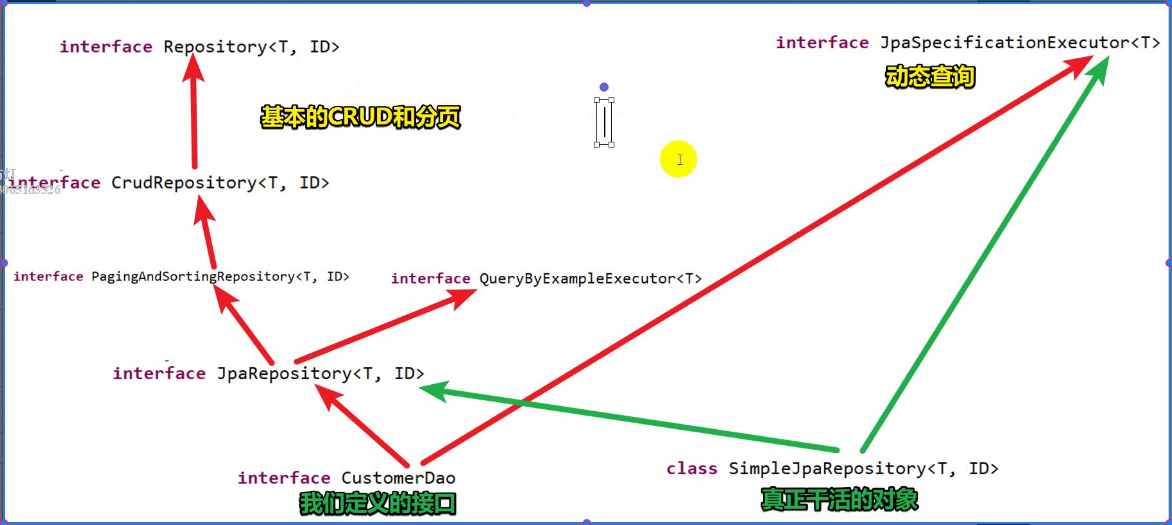 interface Repository<T, ID>
interface JpaSpecificationExecutor<T>
动态查询
基本的CRUD和分页
interface CrudRepository<T, ID>
interface PagingAndSortingRepository<T, ID>
interface QueryByExampleExecutor<T>
interface JpaRepository<T, ID>
interface CustomerDao
我们定义的接口
class SimpleJpaRepository<T, ID>
真正干活的对象